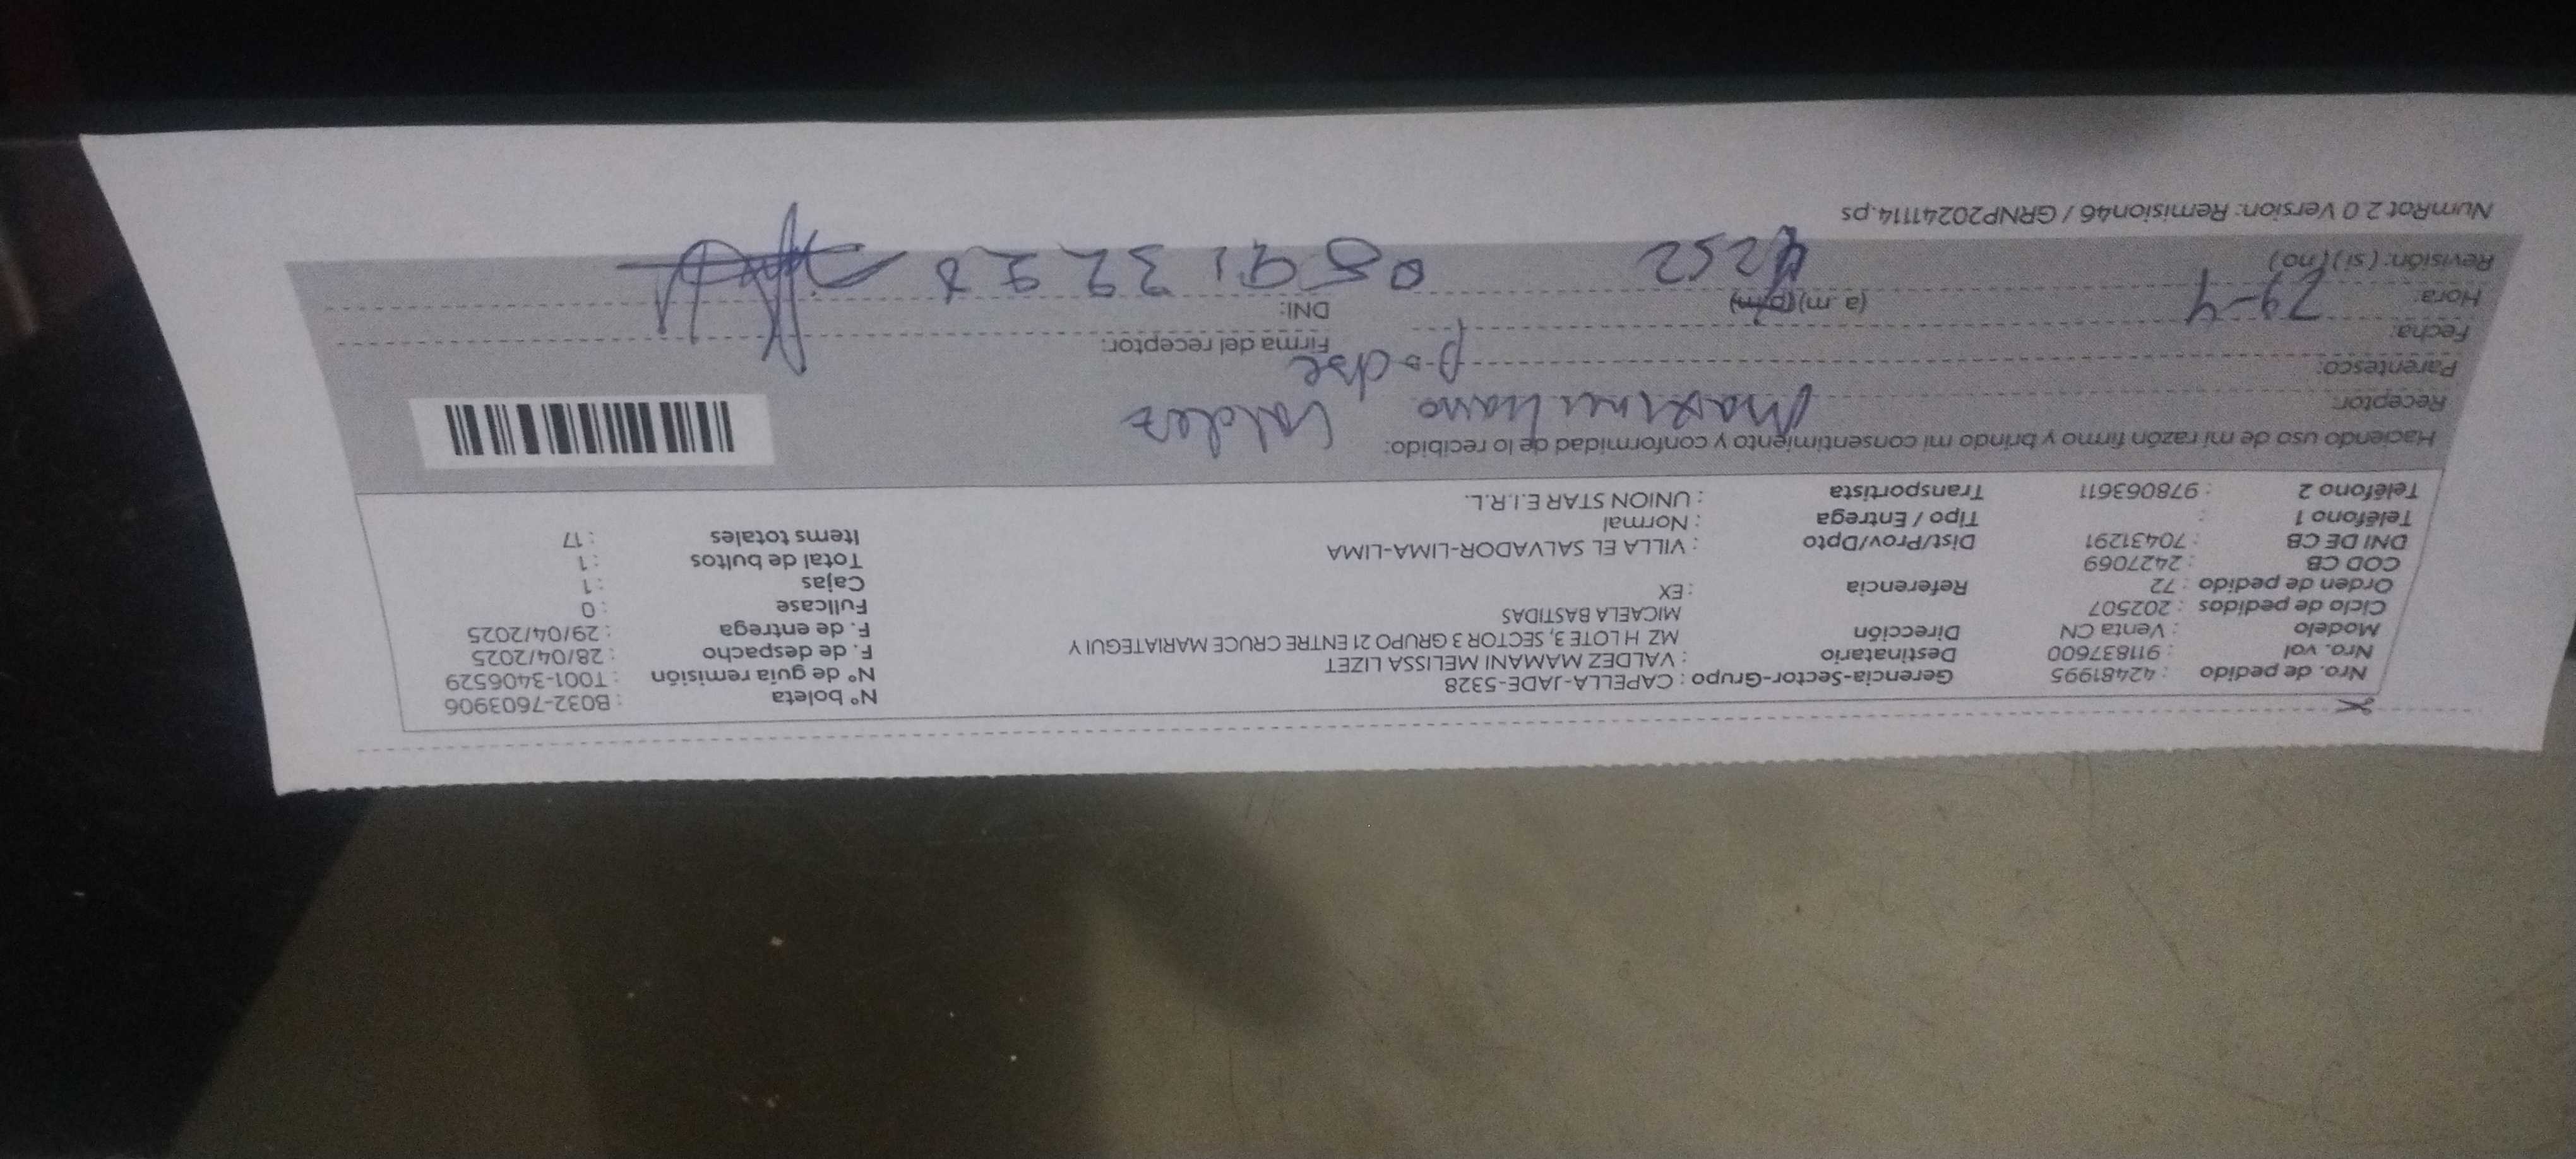 Nro. de pedido : 42481995 Gerencia-Sector-Grupo : CAPELLA-JADE-5328 N° boleta : B032-7603906
Nro. vol : 911837600 Destinatario : VALDEZ MAMANI MELISSA LIZET N° de guía remisión : T001-3406529
Modelo : Venta CN Dirección MZ H LOTE 3, SECTOR 3 GRUPO 21 ENTRE CRUCE MARIATEGUI Y F. de despacho : 28/04/2025
Ciclo de pedidos : 202507 MICAELA BASTIDAS F. de entrega : 29/04/2025
Orden de pedido : 72 Referencia : EX Fullcase : 0
COD CB : 2427069 Cajas : 1
DNI DE CB : 70431291 Dist/Prov/Dpto : VILLA EL SALVADOR-LIMA-LIMA Total de bultos : 1
Teléfono 1 : Tipo / Entrega : Normal Items totales : 17
Teléfono 2 : 978063611 Transportista : UNION STAR E.I.R.L.
Haciendo uso de mi razón firmo y brindo mi consentimiento y conformidad de lo recibido:
Receptor: Maximiliano Valdez
Parentesco: padre
Fecha: 29-4 Firma del receptor:
Hora: (a. m)(p. m) DNI:
Revisión: ( si ) ( no )
NumRot 2.0 Version: Remision46 / GRNP20241114.ps